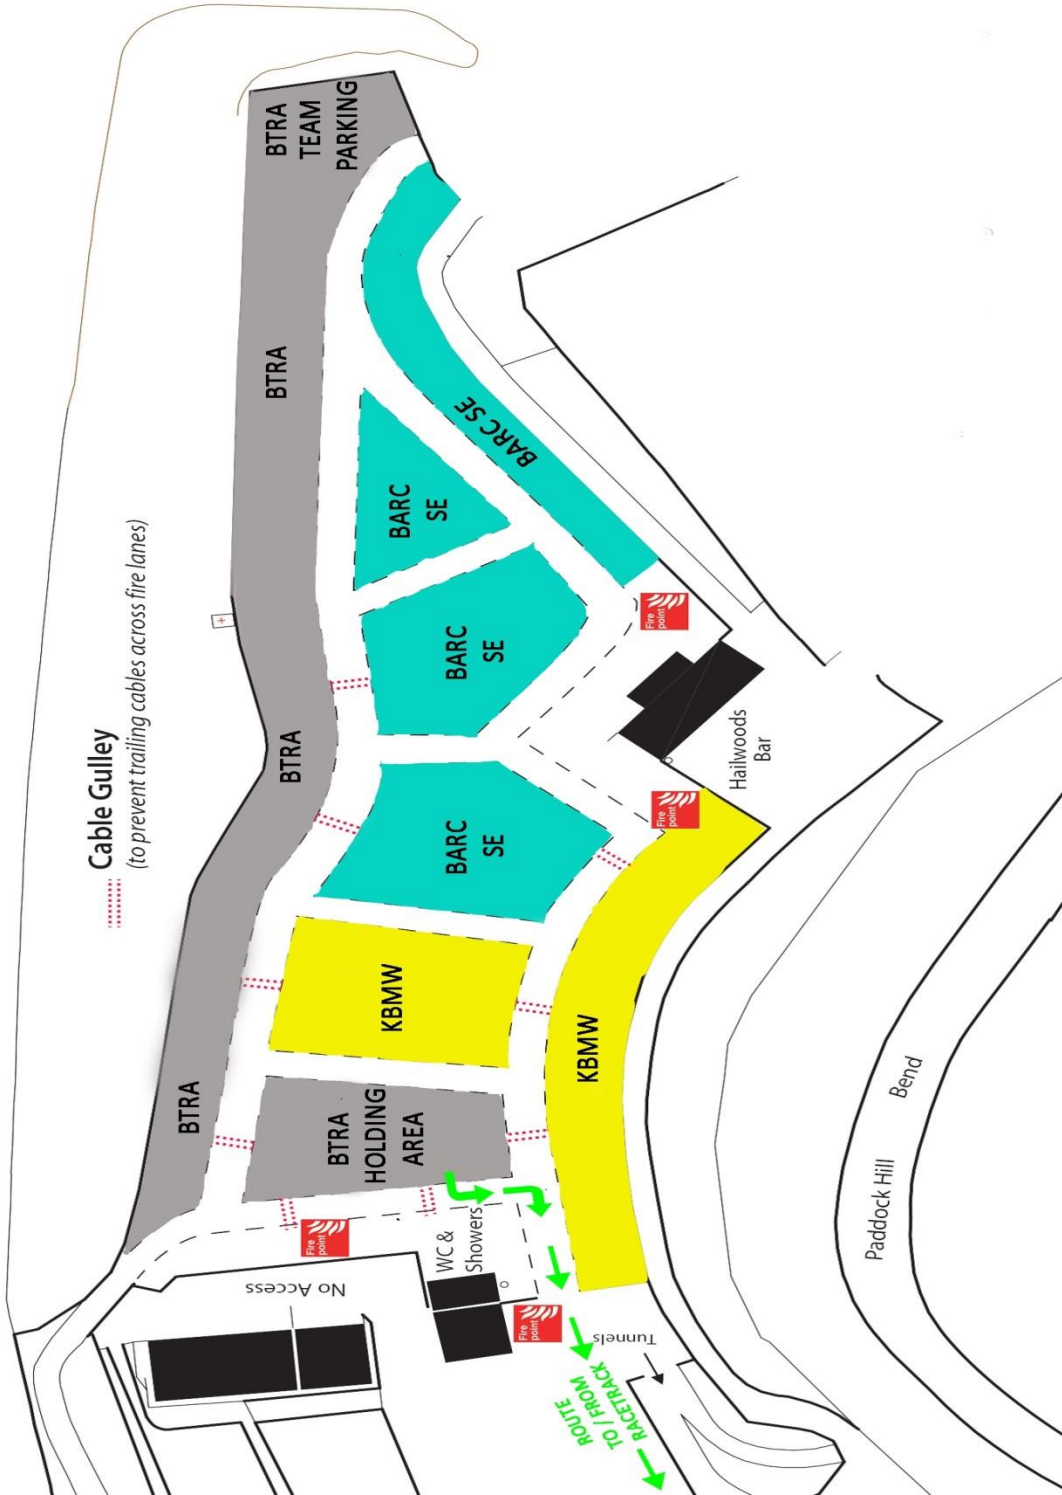 Cable Gulley
(to prevent trailing cables across fire lanes)
BTRA
TEAM
PARKING
BTRA
BTRA
BTRA
BARC SE
BARC
SE
BARC
SE
BARC
SE
KBMW
KBMW
BTRA
HOLDING
AREA
Fire
point
Fire
point
Fire
point
Fire
point
Hailwoods
Bar
WC &
Showers
No Access
Tunnels
ROUTE
TO / FROM
RACETRACK
Paddock Hill
Bend